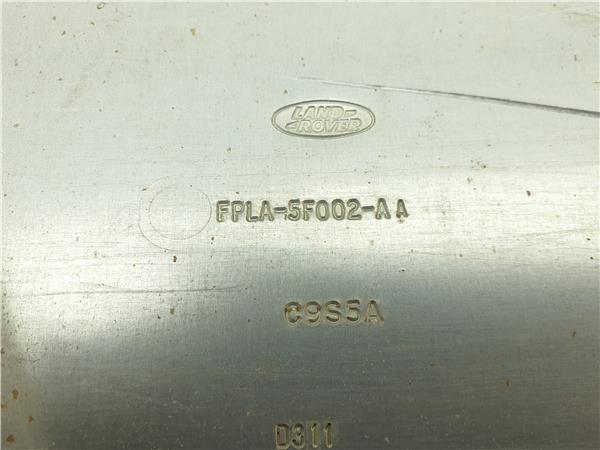 LAND-
-ROVER
FPLA-5F002-AA
C9S5A
D311